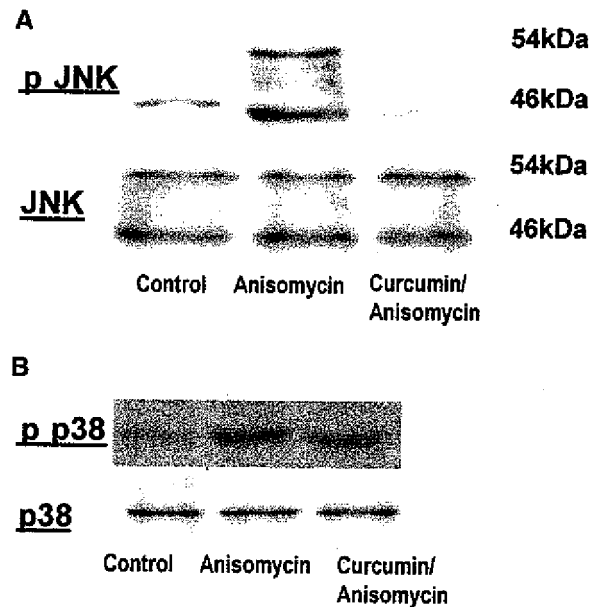 A
54kDa
p JNK
46kDa
54kDa
JNK
46kDa
Control Anisomycin Curcumin/
Anisomycin
B
p p38
p38
Control Anisomycin Curcumin/
Anisomycin